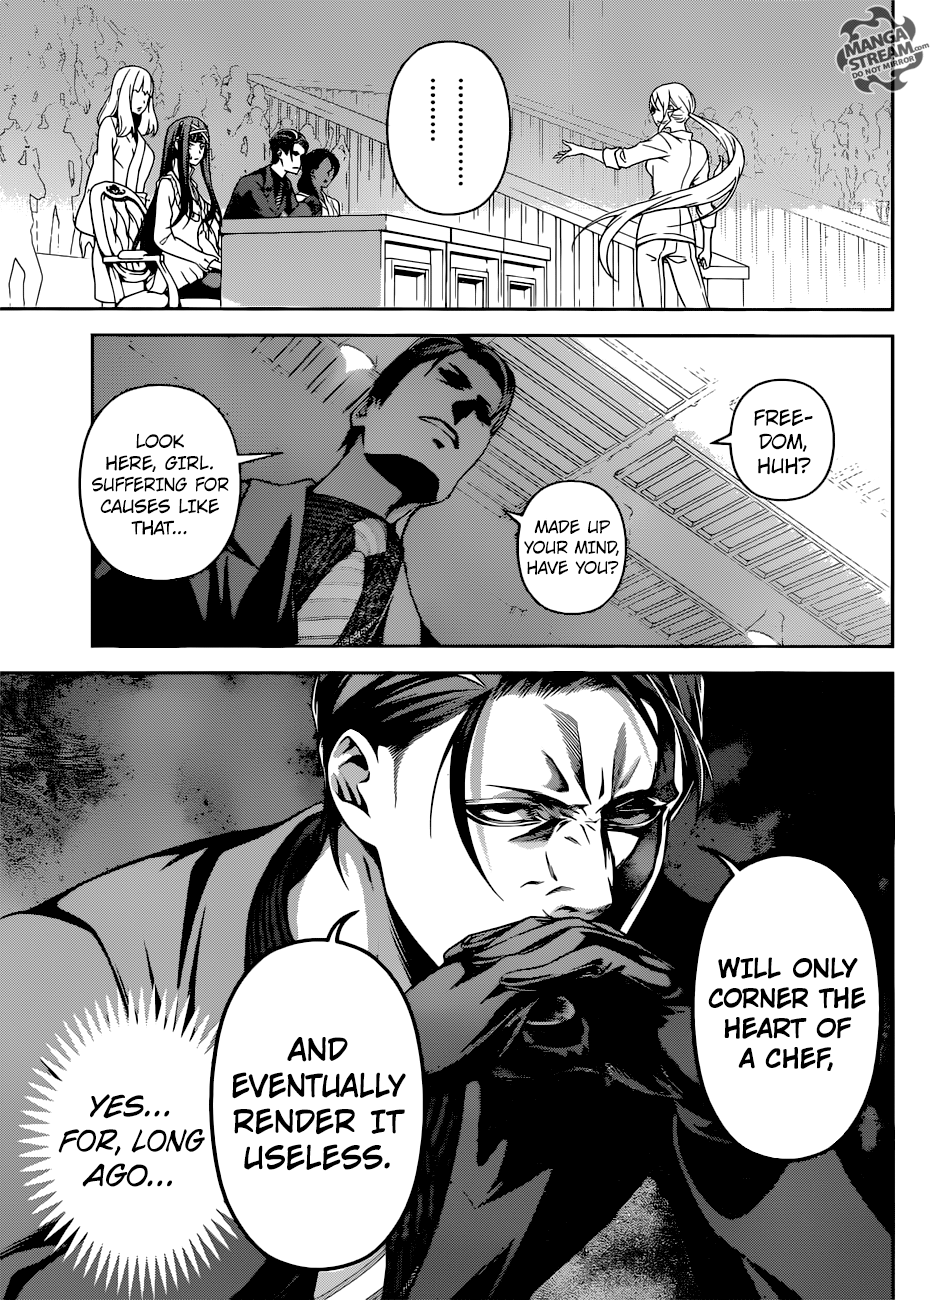 MANGA
STREAM.com
DO NOT MIRROR
FREE-
DOM,
HUH?
MADE UP
YOUR MIND,
HAVE YOU?
LOOK
HERE, GIRL.
SUFFERING FOR
CAUSES LIKE
THAT...
WILL ONLY
CORNER THE
HEART OF
A CHEF,
AND
EVENTUALLY
RENDER IT
USELESS.
YES...
FOR, LONG
AGO...